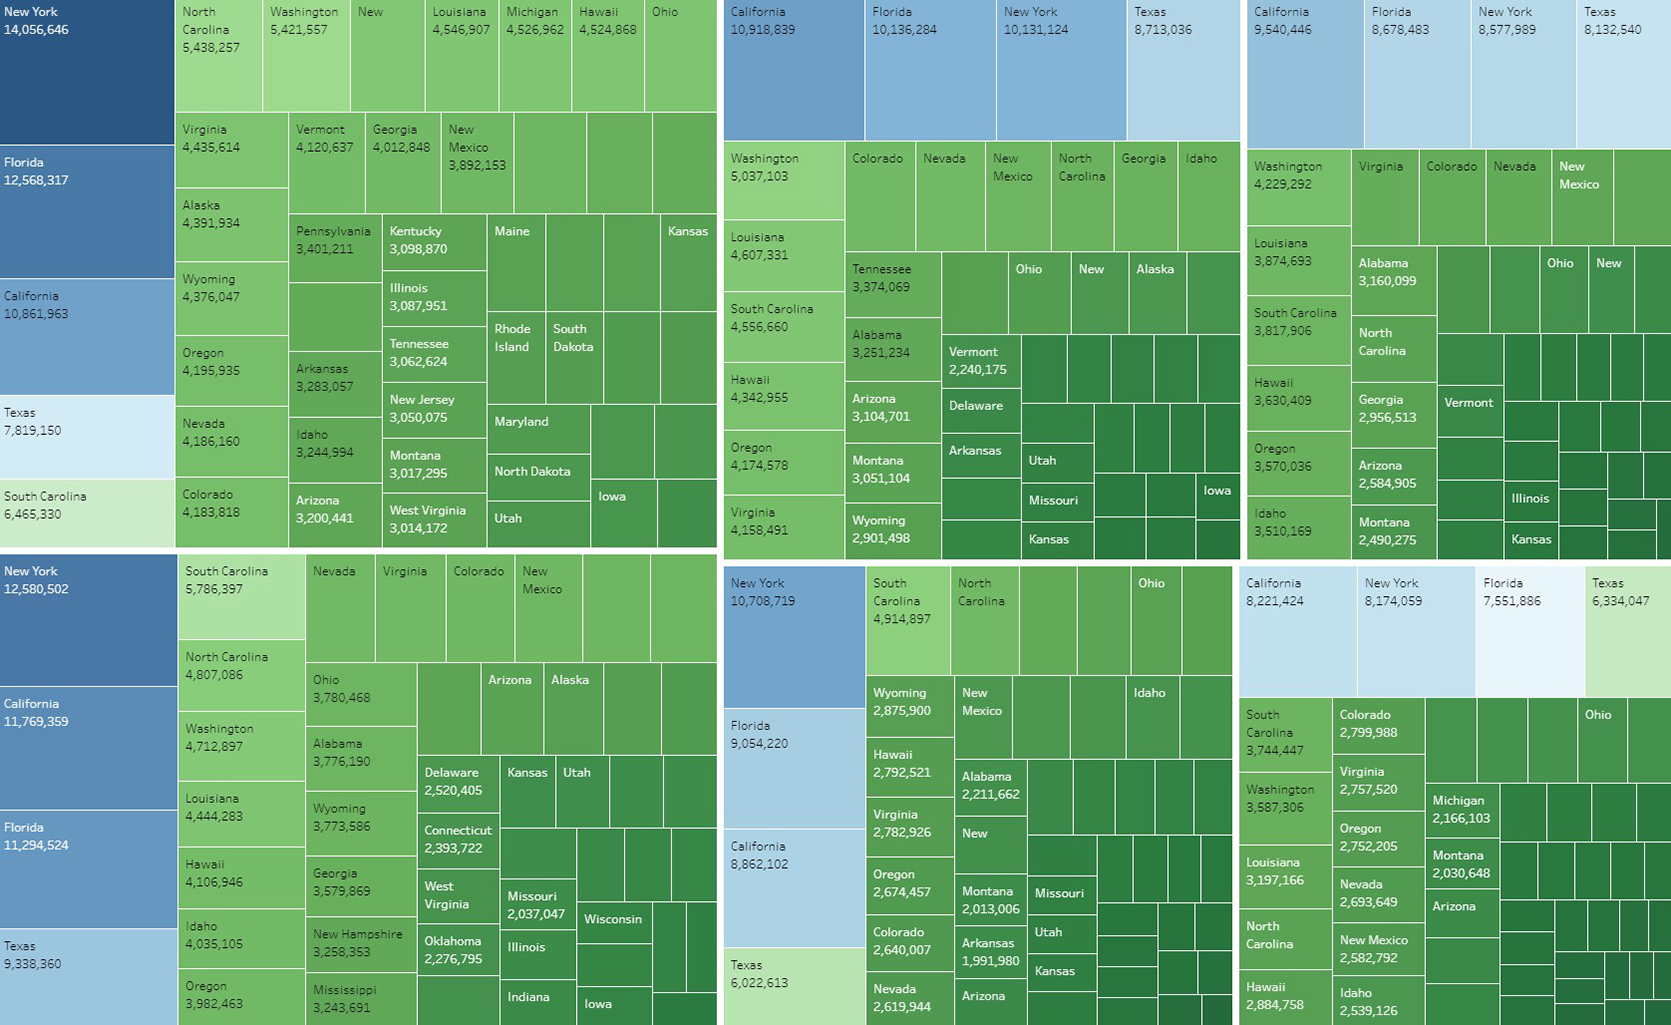 New York
14,056,646
Florida
12,568,317
California
10,861,963
Texas
7,819,150
South Carolina
6,465,330
North
Carolina
5,438,257
Washington
5,421,557
New
Louisiana
4,546,907
Michigan
4,526,962
Hawaii
4,524,868
Ohio
Virginia
4,435,614
Alaska
4,391,934
Wyoming
4,376,047
Oregon
4,195,935
Nevada
4,186,160
Colorado
4,183,818
Vermont
4,120,637
Georgia
4,012,848
New
Mexico
3,892,153
Pennsylvania
3,401,211
Arkansas
3,283,057
Idaho
3,244,994
Arizona
3,200,441
Kentucky
3,098,870
Illinois
3,087,951
Tennessee
3,062,624
New Jersey
3,050,075
Montana
3,017,295
West Virginia
3,014,172
Maine
Kansas
Rhode
Island
South
Dakota
Maryland
North Dakota
Utah
Iowa
California
10,918,839
Florida
10,136,284
New York
10,131,124
Texas
8,713,036
Washington
5,037,103
Louisiana
4,607,331
South Carolina
4,556,660
Hawaii
4,342,955
Oregon
4,174,578
Virginia
4,158,491
Colorado
Nevada
New
Mexico
North
Carolina
Georgia
Idaho
Tennessee
3,374,069
Alabama
3,251,234
Arizona
3,104,701
Montana
3,051,104
Wyoming
2,901,498
Ohio
New
Alaska
Vermont
2,240,175
Delaware
Arkansas
Utah
Missouri
Kansas
Iowa
California
9,540,446
Florida
8,678,483
New York
8,577,989
Texas
8,132,540
Washington
4,229,292
Louisiana
3,874,693
South Carolina
3,817,906
Hawaii
3,630,409
Oregon
3,570,036
Idaho
3,510,169
Virginia
Colorado
Nevada
New
Mexico
Alabama
3,160,099
North
Carolina
Georgia
2,956,513
Arizona
2,584,905
Montana
2,490,275
Ohio
New
Vermont
Illinois
Kansas
New York
12,580,502
California
11,769,359
Florida
11,294,524
Texas
9,338,360
South Carolina
5,786,397
North Carolina
4,807,086
Washington
4,712,897
Louisiana
4,444,283
Hawaii
4,106,946
Idaho
4,035,105
Oregon
3,982,463
Nevada
Virginia
Colorado
New
Mexico
Ohio
3,780,468
Alabama
3,776,190
Wyoming
3,773,586
Georgia
3,579,869
New Hampshire
3,258,353
Mississippi
3,243,691
Arizona
Alaska
Delaware
2,520,405
Connecticut
2,393,722
West
Virginia
Oklahoma
2,276,795
Kansas
Utah
Missouri
2,037,047
Illinois
Indiana
Wisconsin
Iowa
New York
10,708,719
Florida
9,054,220
California
8,862,102
Texas
6,022,613
South
Carolina
4,914,897
North
Carolina
Ohio
Wyoming
2,875,900
Hawaii
2,792,521
Virginia
2,782,926
Oregon
2,674,457
Colorado
2,640,007
Nevada
2,619,944
New
Mexico
Idaho
Alabama
2,211,662
New
Montana
2,013,006
Arkansas
1,991,980
Arizona
Missouri
Utah
Kansas
California
8,221,424
New York
8,174,059
Florida
7,551,886
Texas
6,334,047
South
Carolina
3,744,447
Washington
3,587,306
Louisiana
3,197,166
North
Carolina
Hawaii
2,884,758
Colorado
2,799,988
Virginia
2,757,520
Oregon
2,752,205
Nevada
2,693,649
New Mexico
2,582,792
Idaho
2,539,126
Ohio
Michigan
2,166,103
Montana
2,030,648
Arizona